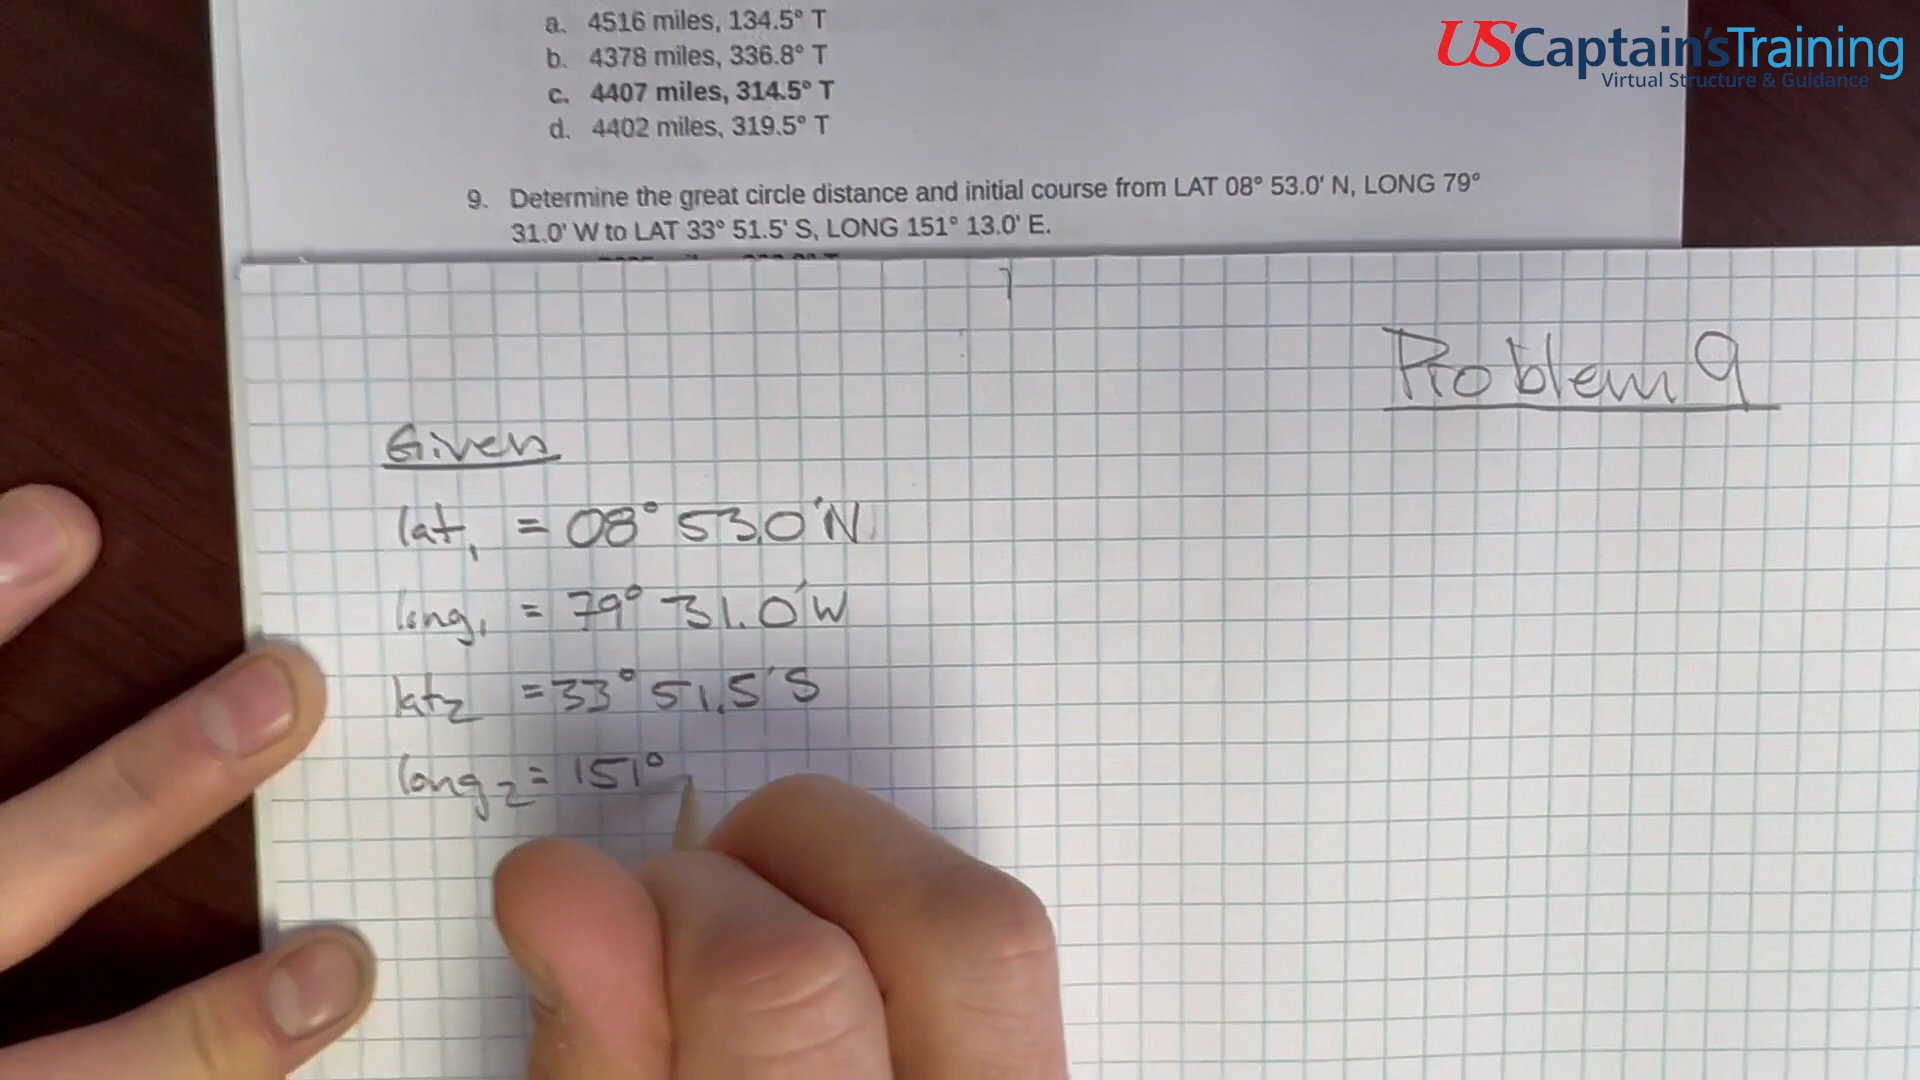 USCaptain'sTraining
Virtual Structure & Guidance
a. 4516 miles, 134.5° T
b. 4378 miles, 336.8° T
c. 4407 miles, 314.5° T
d. 4402 miles, 319.5° T
9. Determine the great circle distance and initial course from LAT 08° 53.0' N, LONG 79°
31.0' W to LAT 33° 51.5' S, LONG 151° 13.0' E.
Problem 9
Given
lat₁ = 08° 53.0'N
long₁ = 79° 31.0'W
lat₂ = 33° 51.5'S
long₂ = 151°